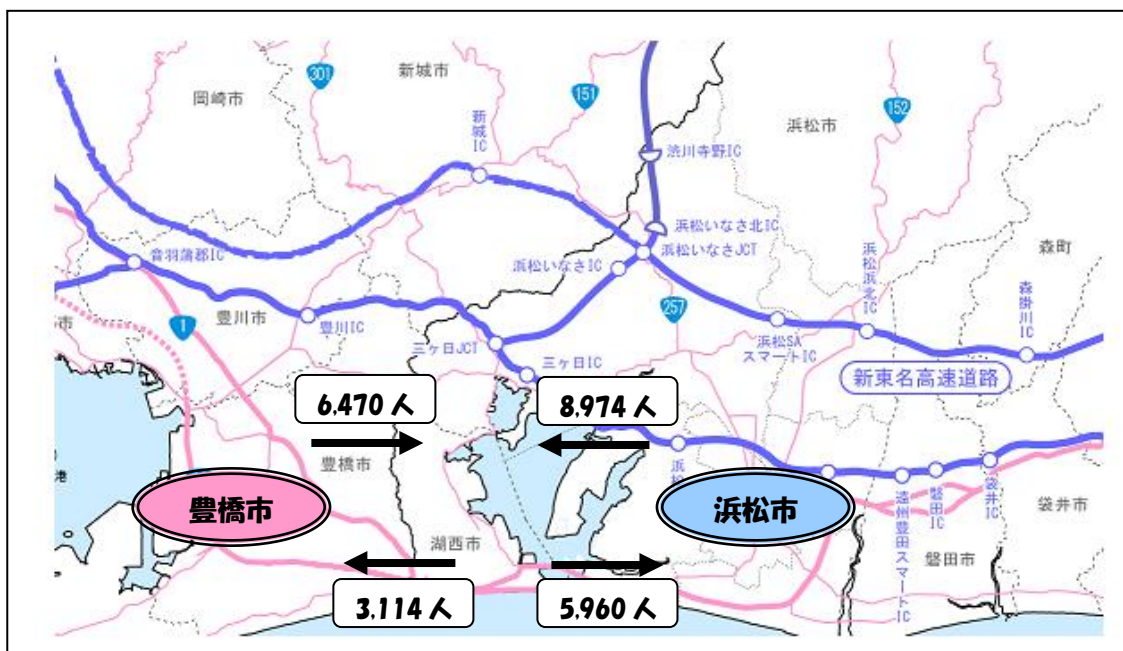 岡崎市
301
新城市
151
浜松市
152
新城IC
渋川寺野IC
浜松いなさ北IC
浜松いなさJCT
浜松いなさIC
音羽蒲郡IC
豊川市
1
豊川IC
三ヶ日JCT
三ヶ日IC
257
浜松SA
スマートIC
浜松浜北IC
森町
森掛川IC
新東名高速道路
6,470 人
8,974 人
豊橋市
市
港
浜
豊橋市
浜松市
湖西市
遠州豊田スマートIC
磐田IC
袋井IC
袋井市
磐田市
3,114 人
5,960 人